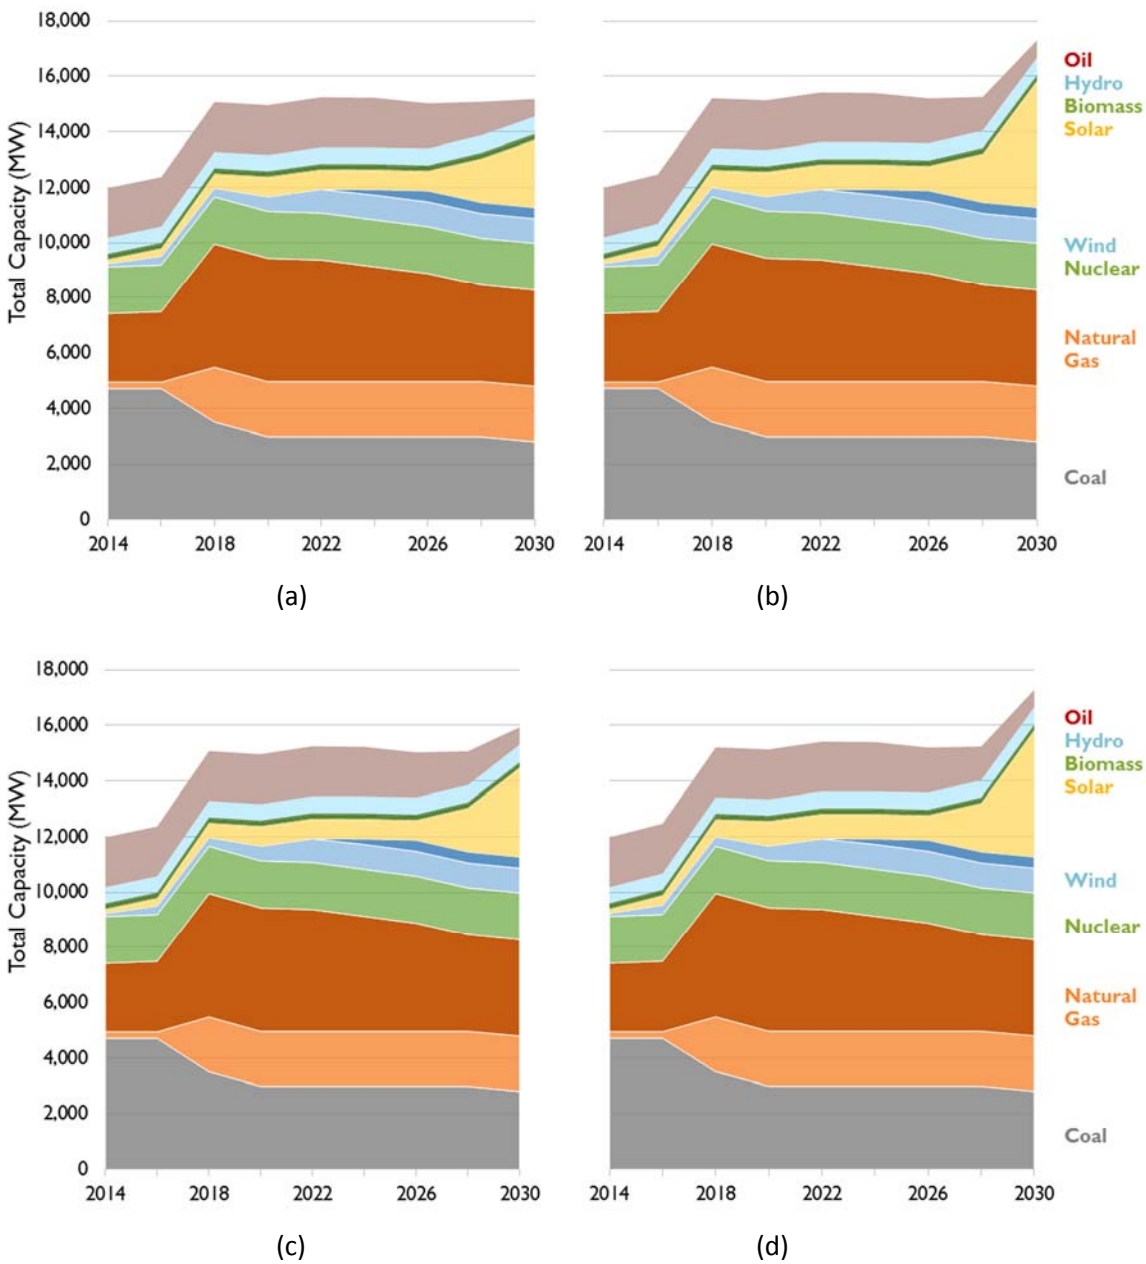 18,000
16,000
14,000
12,000
10,000
8,000
6,000
4,000
2,000
0
Total Capacity (MW)
2014 2018 2022 2026 2030
2014 2018 2022 2026 2030
Oil
Hydro
Biomass
Solar
Wind
Nuclear
Natural
Gas
Coal
(a)
(b)
18,000
16,000
14,000
12,000
10,000
8,000
6,000
4,000
2,000
0
Total Capacity (MW)
2014 2018 2022 2026 2030
2014 2018 2022 2026 2030
Oil
Hydro
Biomass
Solar
Wind
Nuclear
Natural
Gas
Coal
(c)
(d)